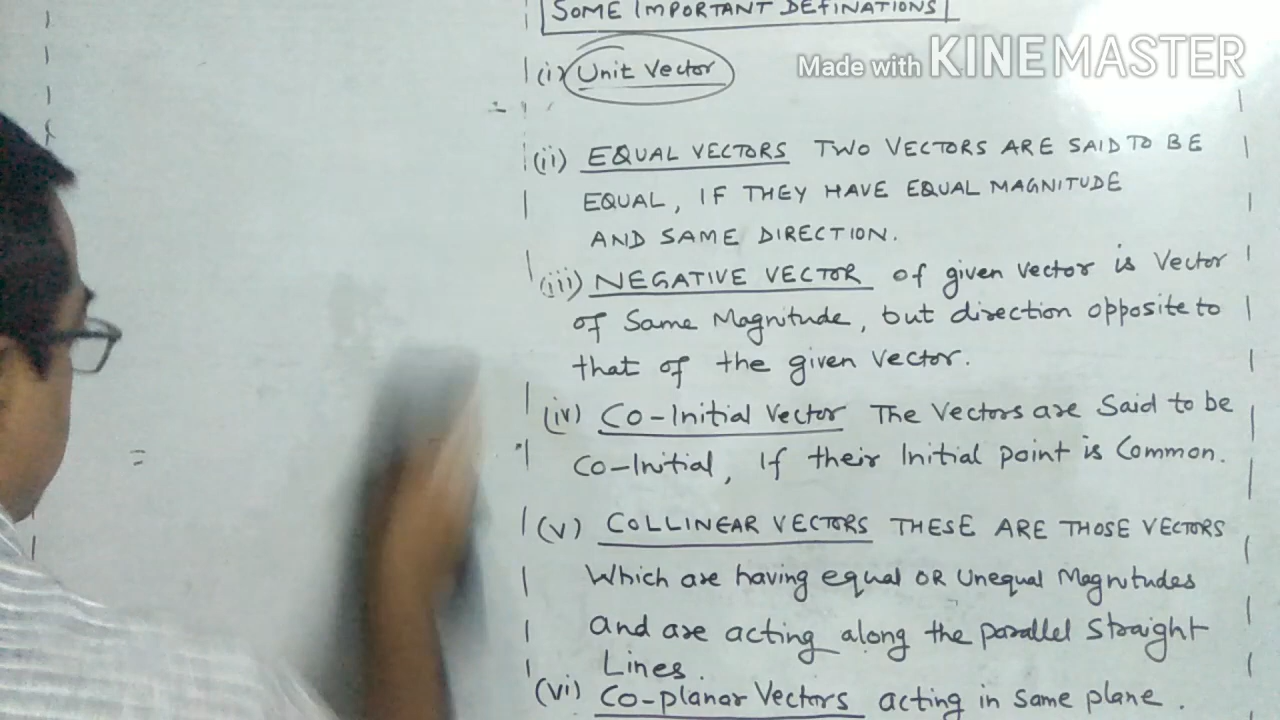 SOME IMPORTANT DEFINATIONS
Made with KINEMASTER
(i) Unit Vector
(ii) EQUAL VECTORS TWO VECTORS ARE SAID TO BE
EQUAL, IF THEY HAVE EQUAL MAGNITUDE
AND SAME DIRECTION.
(iii) NEGATIVE VECTOR of given vector is Vector
of Same Magnitude, but direction opposite to
that of the given vector.
(iv) Co-Initial Vector The Vectors are Said to be
Co-Initial, If their Initial point is Common.
(v) COLLINEAR VECTORS THESE ARE THOSE VECTORS
Which are having equal OR Unequal Magnitudes
and are acting along the parallel Straight
Lines.
(vi) Co-planar Vectors acting in same plane.
=